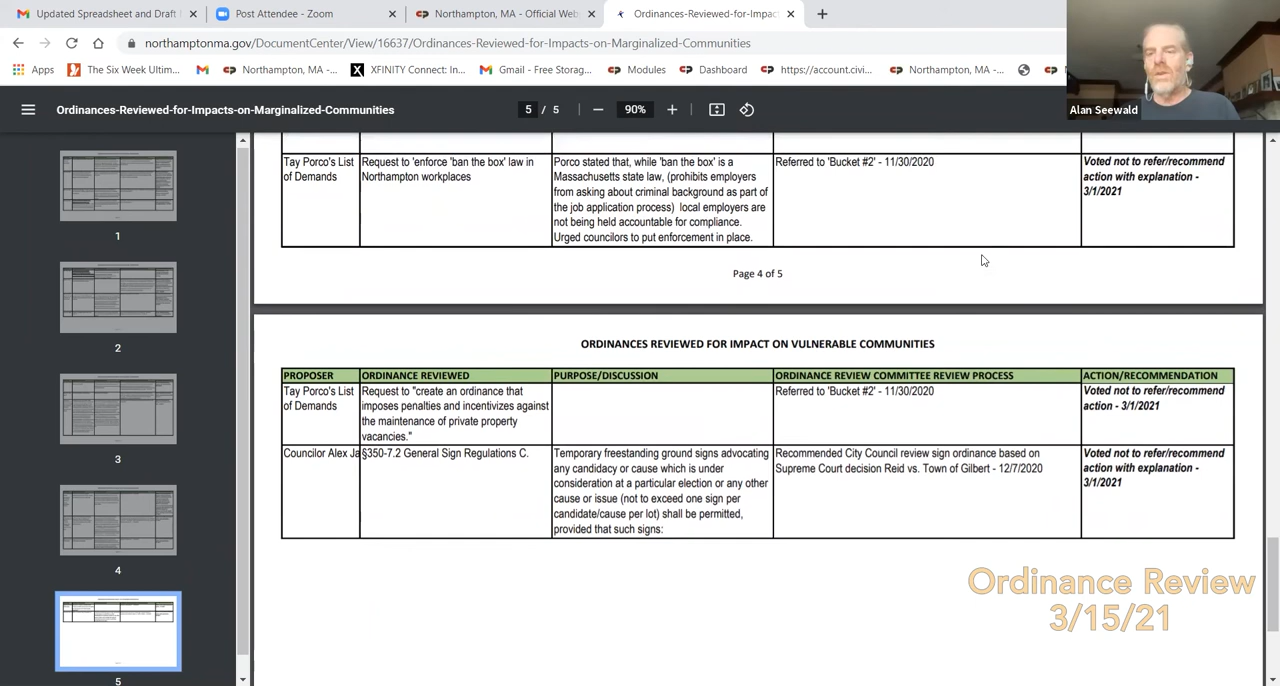 Updated Spreadsheet and Draft
Post Attendee - Zoom
Northampton, MA - Official Web
Ordinances-Reviewed-for-Impac
northamptonma.gov/DocumentCenter/View/16637/Ordinances-Reviewed-for-Impacts-on-Marginalized-Communities
Apps
The Six Week Ultim...
Northampton, MA -...
XFINITY Connect: In...
Gmail - Free Storag...
Modules
Dashboard
https://account.civi...
Northampton, MA -...
Alan Seewald
Ordinances-Reviewed-for-Impacts-on-Marginalized-Communities
5 / 5
90%
1
2
3
4
5
Tay Porco's List
of Demands
Request to 'enforce 'ban the box' law in
Northampton workplaces
Porco stated that, while 'ban the box' is a
Massachusetts state law, (prohibits employers
from asking about criminal background as part of
the job application process) local employers are
not being held accountable for compliance.
Urged councilors to put enforcement in place.
Referred to 'Bucket #2' - 11/30/2020
Voted not to refer/recommend
action with explanation -
3/1/2021
Page 4 of 5
ORDINANCES REVIEWED FOR IMPACT ON VULNERABLE COMMUNITIES
PROPOSER
ORDINANCE REVIEWED
PURPOSE/DISCUSSION
ORDINANCE REVIEW COMMITTEE REVIEW PROCESS
ACTION/RECOMMENDATION
Tay Porco's List
of Demands
Request to "create an ordinance that
imposes penalties and incentivizes against
the maintenance of private property
vacancies."
Referred to 'Bucket #2' - 11/30/2020
Voted not to refer/recommend
action - 3/1/2021
Councilor Alex Ja
§350-7.2 General Sign Regulations C.
Temporary freestanding ground signs advocating
any candidacy or cause which is under
consideration at a particular election or any other
cause or issue (not to exceed one sign per
candidate/cause per lot) shall be permitted,
provided that such signs:
Recommended City Council review sign ordinance based on
Supreme Court decision Reid vs. Town of Gilbert - 12/7/2020
Voted not to refer/recommend
action with explanation -
3/1/2021
Ordinance Review
3/15/21